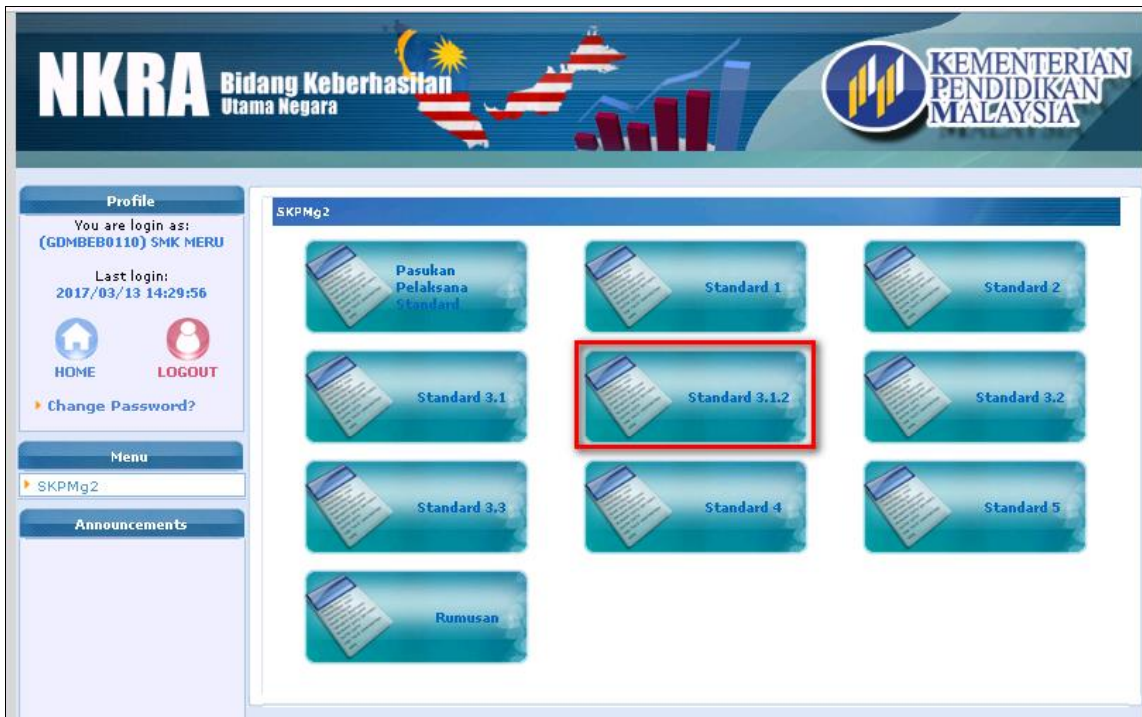 NKRA Bidang Keberhasilan
Utama Negara
KEMENTERIAN
PENDIDIKAN
MALAYSIA
Profile
You are login as:
(GDMBEB0110) SMK MERU
Last login:
2017/03/13 14:29:56
HOME LOGOUT
Change Password?
Menu
SKPMg2
Announcements
SKPMg2
Pasukan
Pelaksana
Standard
Standard 1
Standard 2
Standard 3.1
Standard 3.1.2
Standard 3.2
Standard 3.3
Standard 4
Standard 5
Rumusan